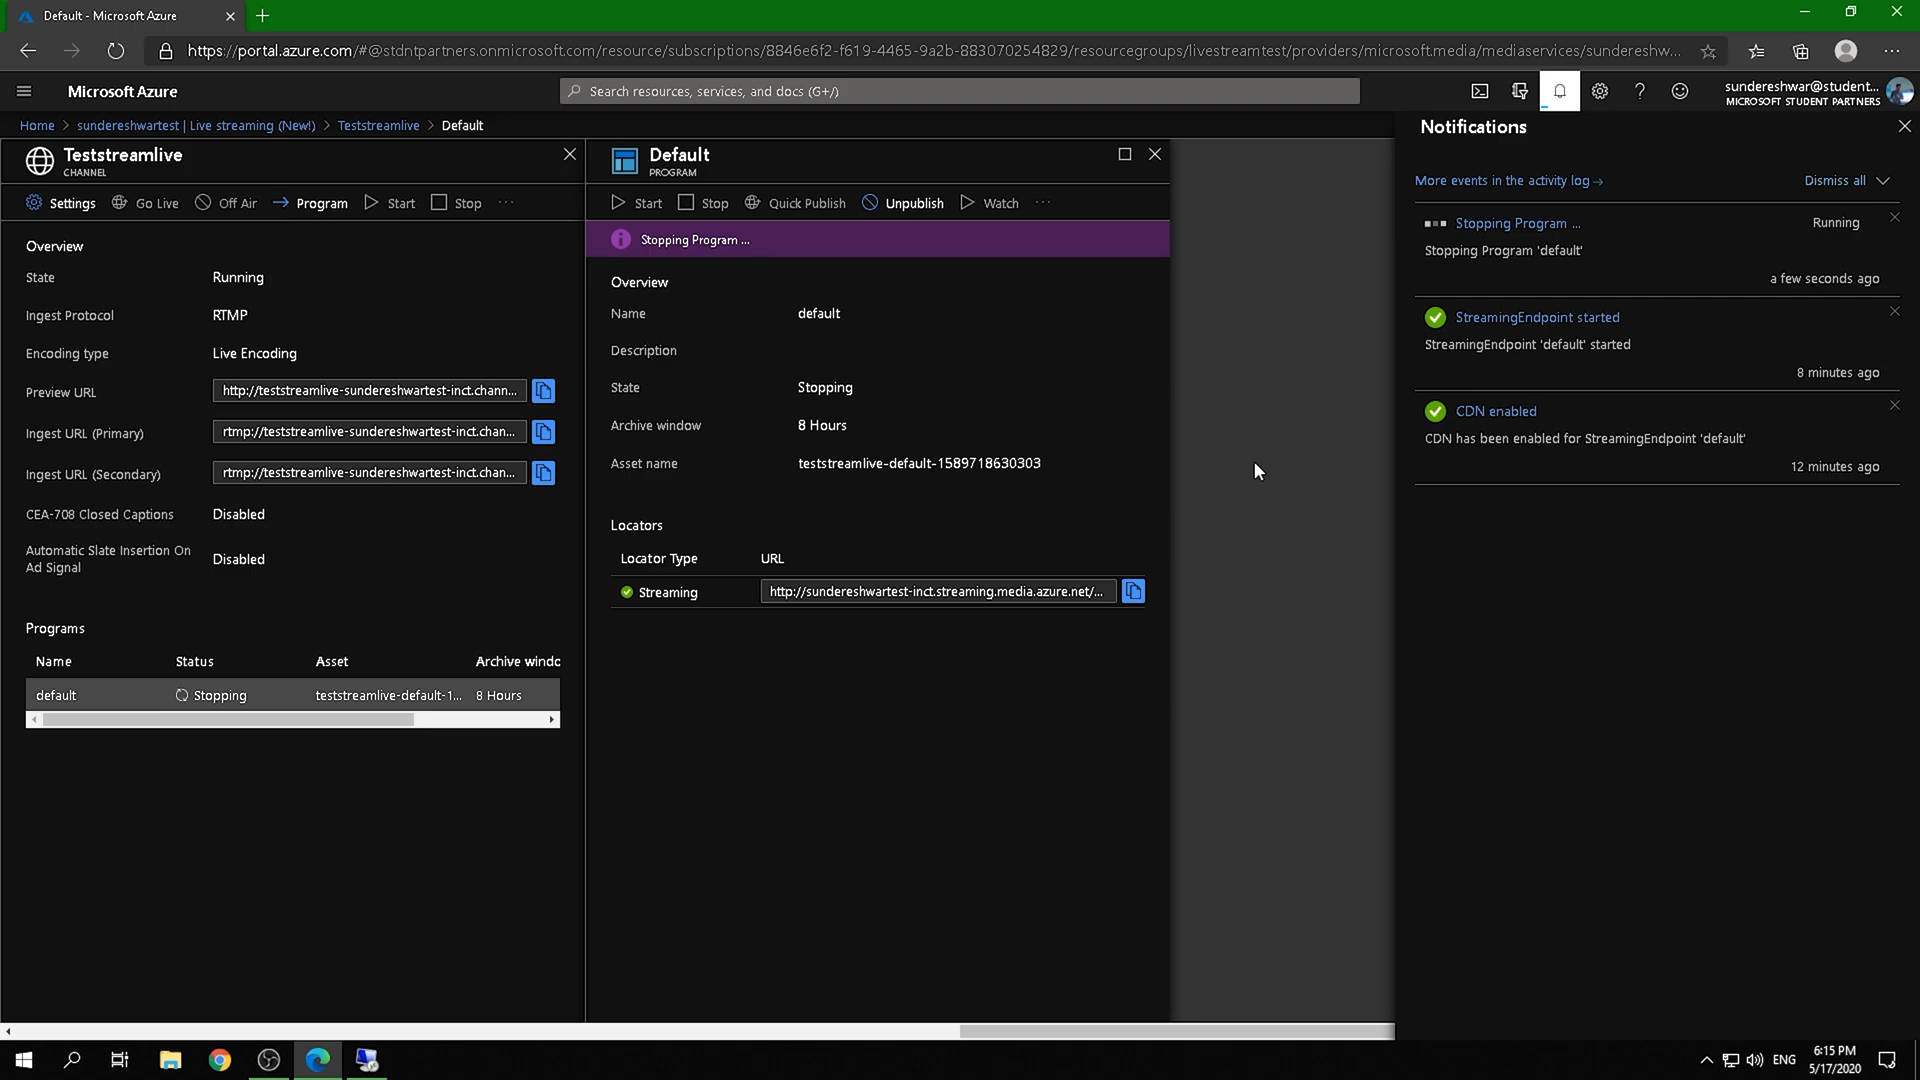 Default - Microsoft Azure
https://portal.azure.com/#@stdntpartners.onmicrosoft.com/resource/subscriptions/8846e6f2-f619-4465-9a2b-883070254829/resourcegroups/livestreamtest/providers/microsoft.media/mediaservices/sundereshw...
Microsoft Azure
Search resources, services, and docs (G+/)
sundereshwar@student...
MICROSOFT STUDENT PARTNERS
Home > sundereshwartest | Live streaming (New!) > Teststreamlive > Default
Teststreamlive
CHANNEL
Settings Go Live Off Air Program Start Stop ...
Overview
State Running
Ingest Protocol RTMP
Encoding type Live Encoding
Preview URL http://teststreamlive-sundereshwartest-inct.chann...
Ingest URL (Primary) rtmp://teststreamlive-sundereshwartest-inct.chan...
Ingest URL (Secondary) rtmp://teststreamlive-sundereshwartest-inct.chan...
CEA-708 Closed Captions Disabled
Automatic Slate Insertion On
Ad Signal Disabled
Programs
Name Status Asset Archive windo
default Stopping teststreamlive-default-1... 8 Hours
Default
PROGRAM
Start Stop Quick Publish Unpublish Watch ...
Stopping Program ...
Overview
Name default
Description
State Stopping
Archive window 8 Hours
Asset name teststreamlive-default-1589718630303
Locators
Locator Type URL
Streaming http://sundereshwartest-inct.streaming.media.azure.net/...
Notifications
More events in the activity log → Dismiss all
Stopping Program ... Running
Stopping Program 'default'
a few seconds ago
StreamingEndpoint started
StreamingEndpoint 'default' started
8 minutes ago
CDN enabled
CDN has been enabled for StreamingEndpoint 'default'
12 minutes ago
ENG
6:15 PM
5/17/2020